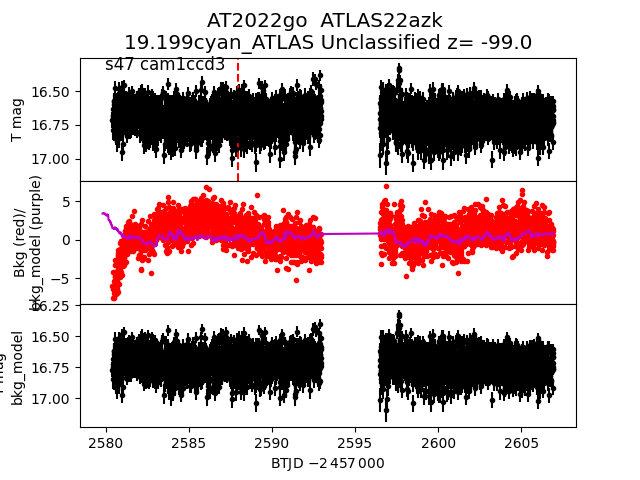 AT2022go  ATLAS22azk
19.199cyan_ATLAS Unclassified z= -99.0
s47 cam1ccd3
T mag
16.50
16.75
17.00
Bkg (red)/
bkg_model (purple)
5
0
−5
bkg_model
16.25
16.50
16.75
17.00
2580
2585
2590
2595
2600
2605
BTJD −2 457 000